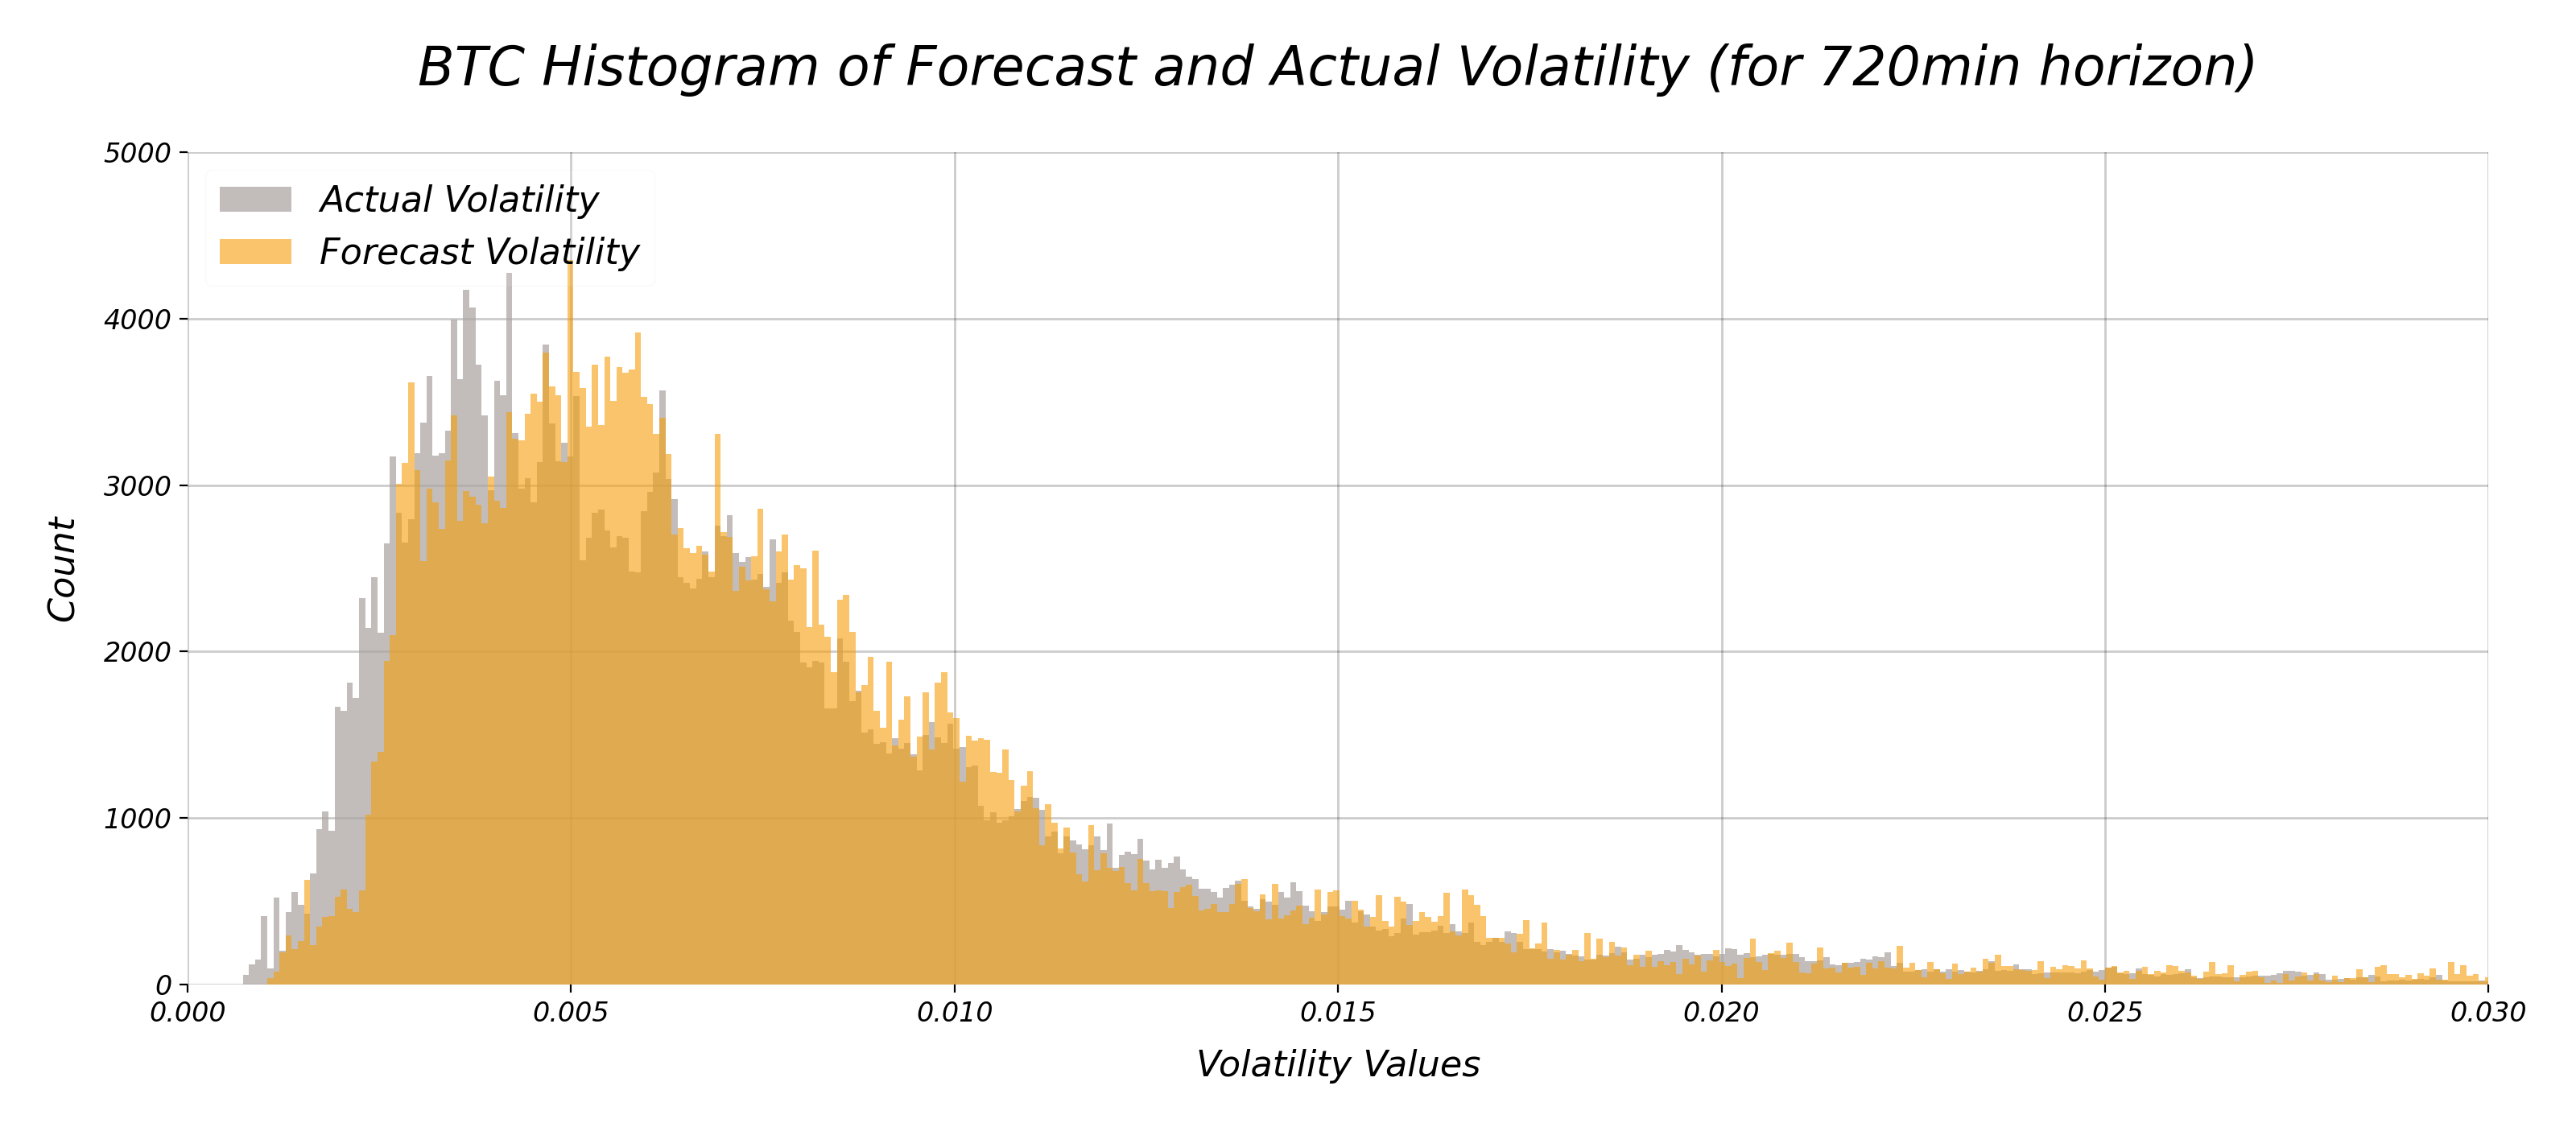 BTC Histogram of Forecast and Actual Volatility (for 720min horizon)
5000
Actual Volatility
Forecast Volatility
4000
3000
Count
2000
1000
0
0.000 0.005 0.010 0.015 0.020 0.025 0.030
Volatility Values